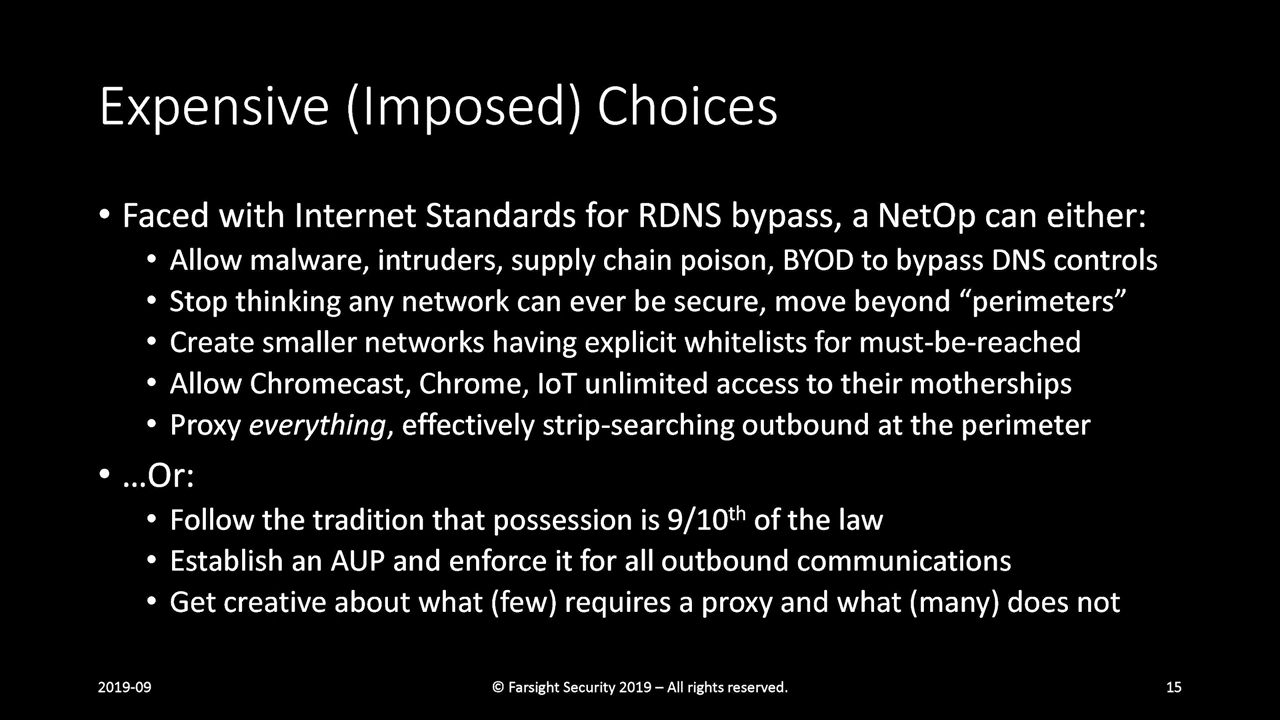 Expensive (Imposed) Choices
• Faced with Internet Standards for RDNS bypass, a NetOp can either:
• Allow malware, intruders, supply chain poison, BYOD to bypass DNS controls
• Stop thinking any network can ever be secure, move beyond “perimeters”
• Create smaller networks having explicit whitelists for must-be-reached
• Allow Chromecast, Chrome, IoT unlimited access to their motherships
• Proxy everything, effectively strip-searching outbound at the perimeter
• …Or:
• Follow the tradition that possession is 9/10th of the law
• Establish an AUP and enforce it for all outbound communications
• Get creative about what (few) requires a proxy and what (many) does not
2019-09
© Farsight Security 2019 – All rights reserved.
15